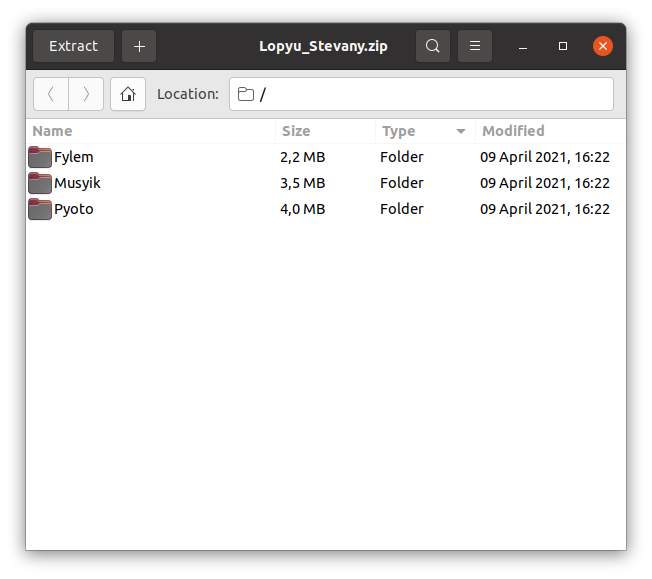 Extract Lopyu_Stevany.zip
Location: /
Name Size Type Modified
Fylem 2,2 MB Folder 09 April 2021, 16:22
Musyik 3,5 MB Folder 09 April 2021, 16:22
Pyoto 4,0 MB Folder 09 April 2021, 16:22